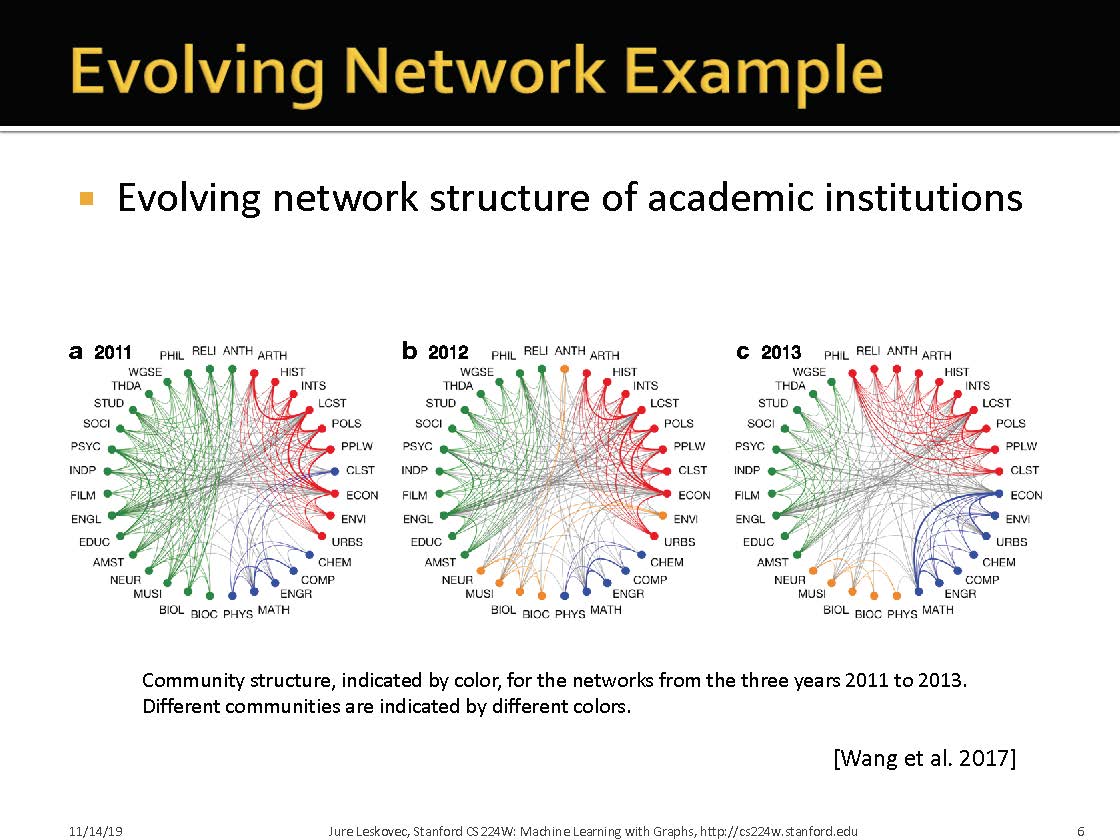 Evolving Network Example
Evolving network structure of academic institutions
a 2011
PHIL RELI ANTH ARTH
WGSE HIST
THDA INTS
STUD LCST
SOCI POLS
PSYC PPLW
INDP CLST
FILM ECON
ENGL ENVI
EDUC URBS
AMST CHEM
NEUR COMP
MUSI ENGR
BIOL BIOC PHYS MATH
b 2012
PHIL RELI ANTH ARTH
WGSE HIST
THDA INTS
STUD LCST
SOCI POLS
PSYC PPLW
INDP CLST
FILM ECON
ENGL ENVI
EDUC URBS
AMST CHEM
NEUR COMP
MUSI ENGR
BIOL BIOC PHYS MATH
c 2013
PHIL RELI ANTH ARTH
WGSE HIST
THDA INTS
STUD LCST
SOCI POLS
PSYC PPLW
INDP CLST
FILM ECON
ENGL ENVI
EDUC URBS
AMST CHEM
NEUR COMP
MUSI ENGR
BIOL BIOC PHYS MATH
Community structure, indicated by color, for the networks from the three years 2011 to 2013.
Different communities are indicated by different colors.
[Wang et al. 2017]
11/14/19 Jure Leskovec, Stanford CS224W: Machine Learning with Graphs, http://cs224w.stanford.edu 6